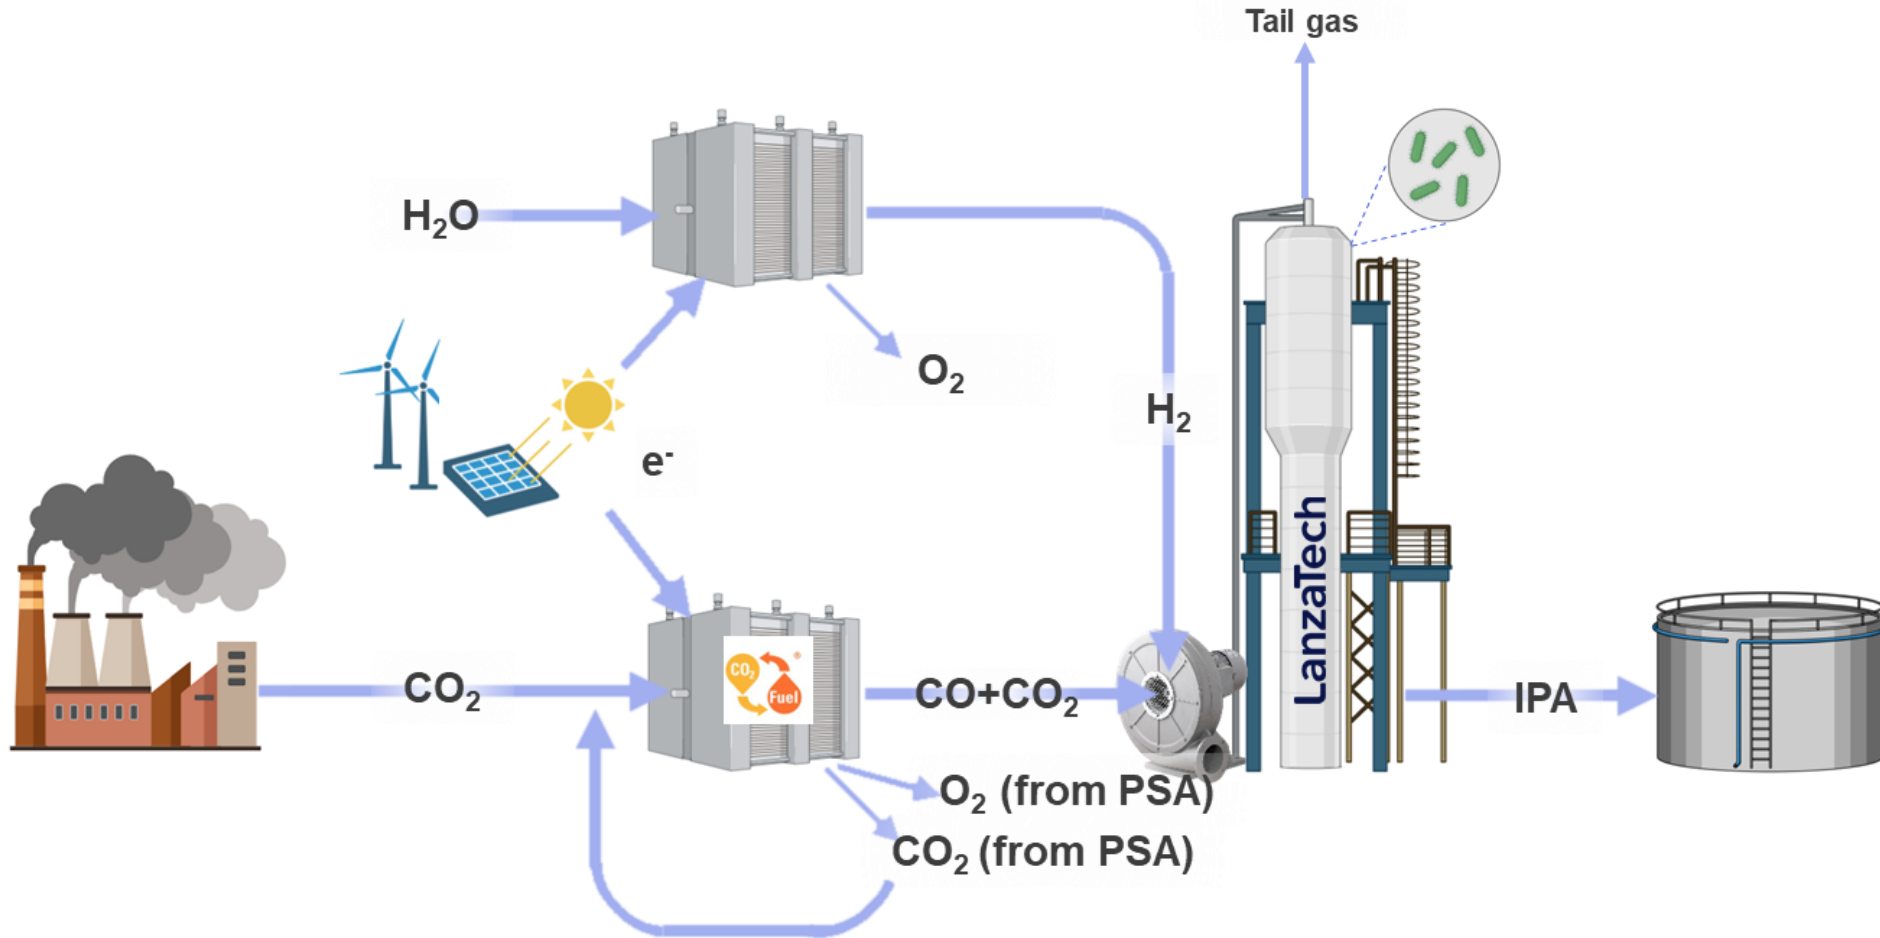 Tail gas
H₂O
O₂
H₂
e⁻
LanzaTech
CO₂
CO₂
Fuel
®
CO+CO₂
IPA
O₂ (from PSA)
CO₂ (from PSA)